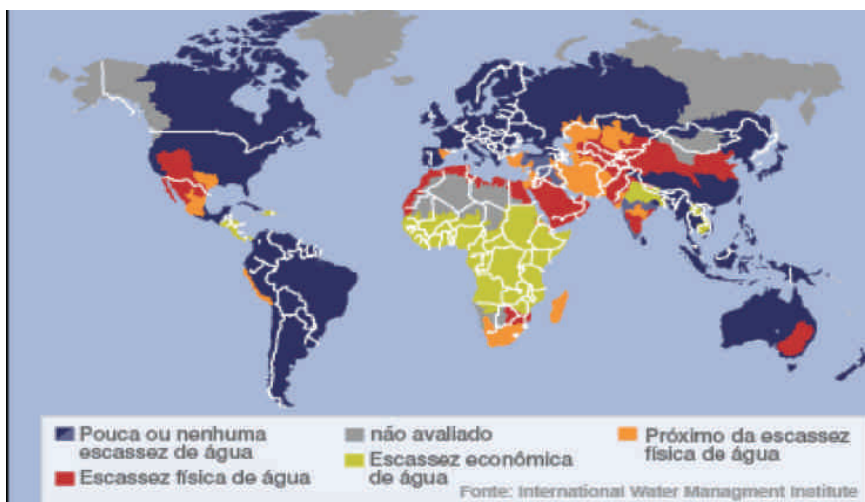 Pouca ou nenhuma
escassez de água
Escassez física de água
não avaliado
Escassez econômica
de água
Próximo da escassez
física de água
Fonte: International Water Managment Institute